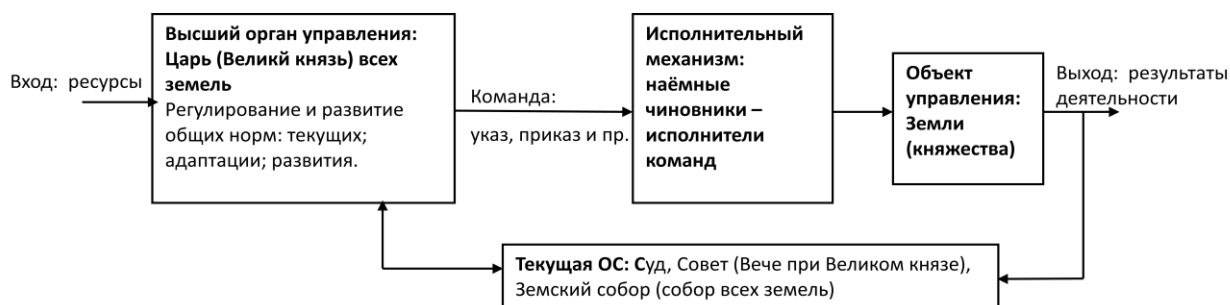 Вход: ресурсы
Высший орган управления:
Царь (Великй князь) всех
земель
Регулирование и развитие
общих норм: текущих;
адаптации; развития.
Команда:
указ, приказ и пр.
Исполнительный
механизм:
наёмные
чиновники –
исполнители
команд
Объект
управления:
Земли
(княжества)
Выход: результаты
деятельности
Текущая ОС: Суд, Совет (Вече при Великом князе),
Земский собор (собор всех земель)